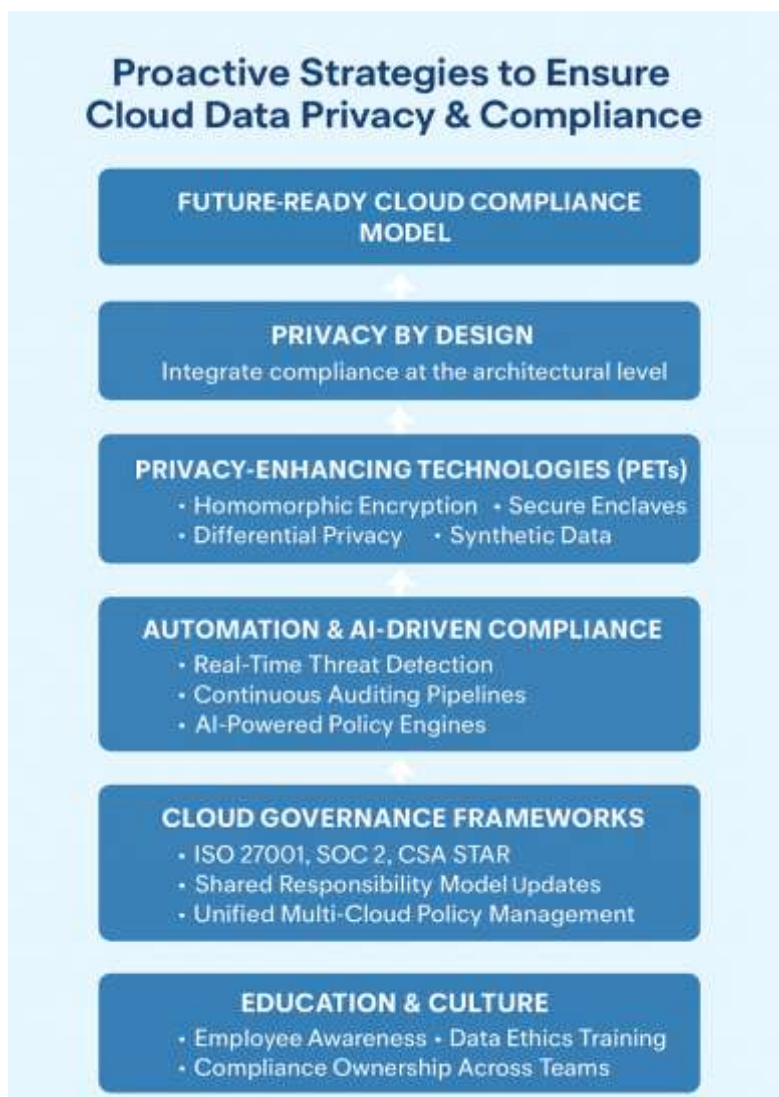 Proactive Strategies to Ensure
Cloud Data Privacy & Compliance
FUTURE-READY CLOUD COMPLIANCE
MODEL
PRIVACY BY DESIGN
Integrate compliance at the architectural level
PRIVACY-ENHANCING TECHNOLOGIES (PETs)
• Homomorphic Encryption • Secure Enclaves
• Differential Privacy • Synthetic Data
AUTOMATION & AI-DRIVEN COMPLIANCE
• Real-Time Threat Detection
• Continuous Auditing Pipelines
• AI-Powered Policy Engines
CLOUD GOVERNANCE FRAMEWORKS
• ISO 27001, SOC 2, CSA STAR
• Shared Responsibility Model Updates
• Unified Multi-Cloud Policy Management
EDUCATION & CULTURE
• Employee Awareness • Data Ethics Training
• Compliance Ownership Across Teams